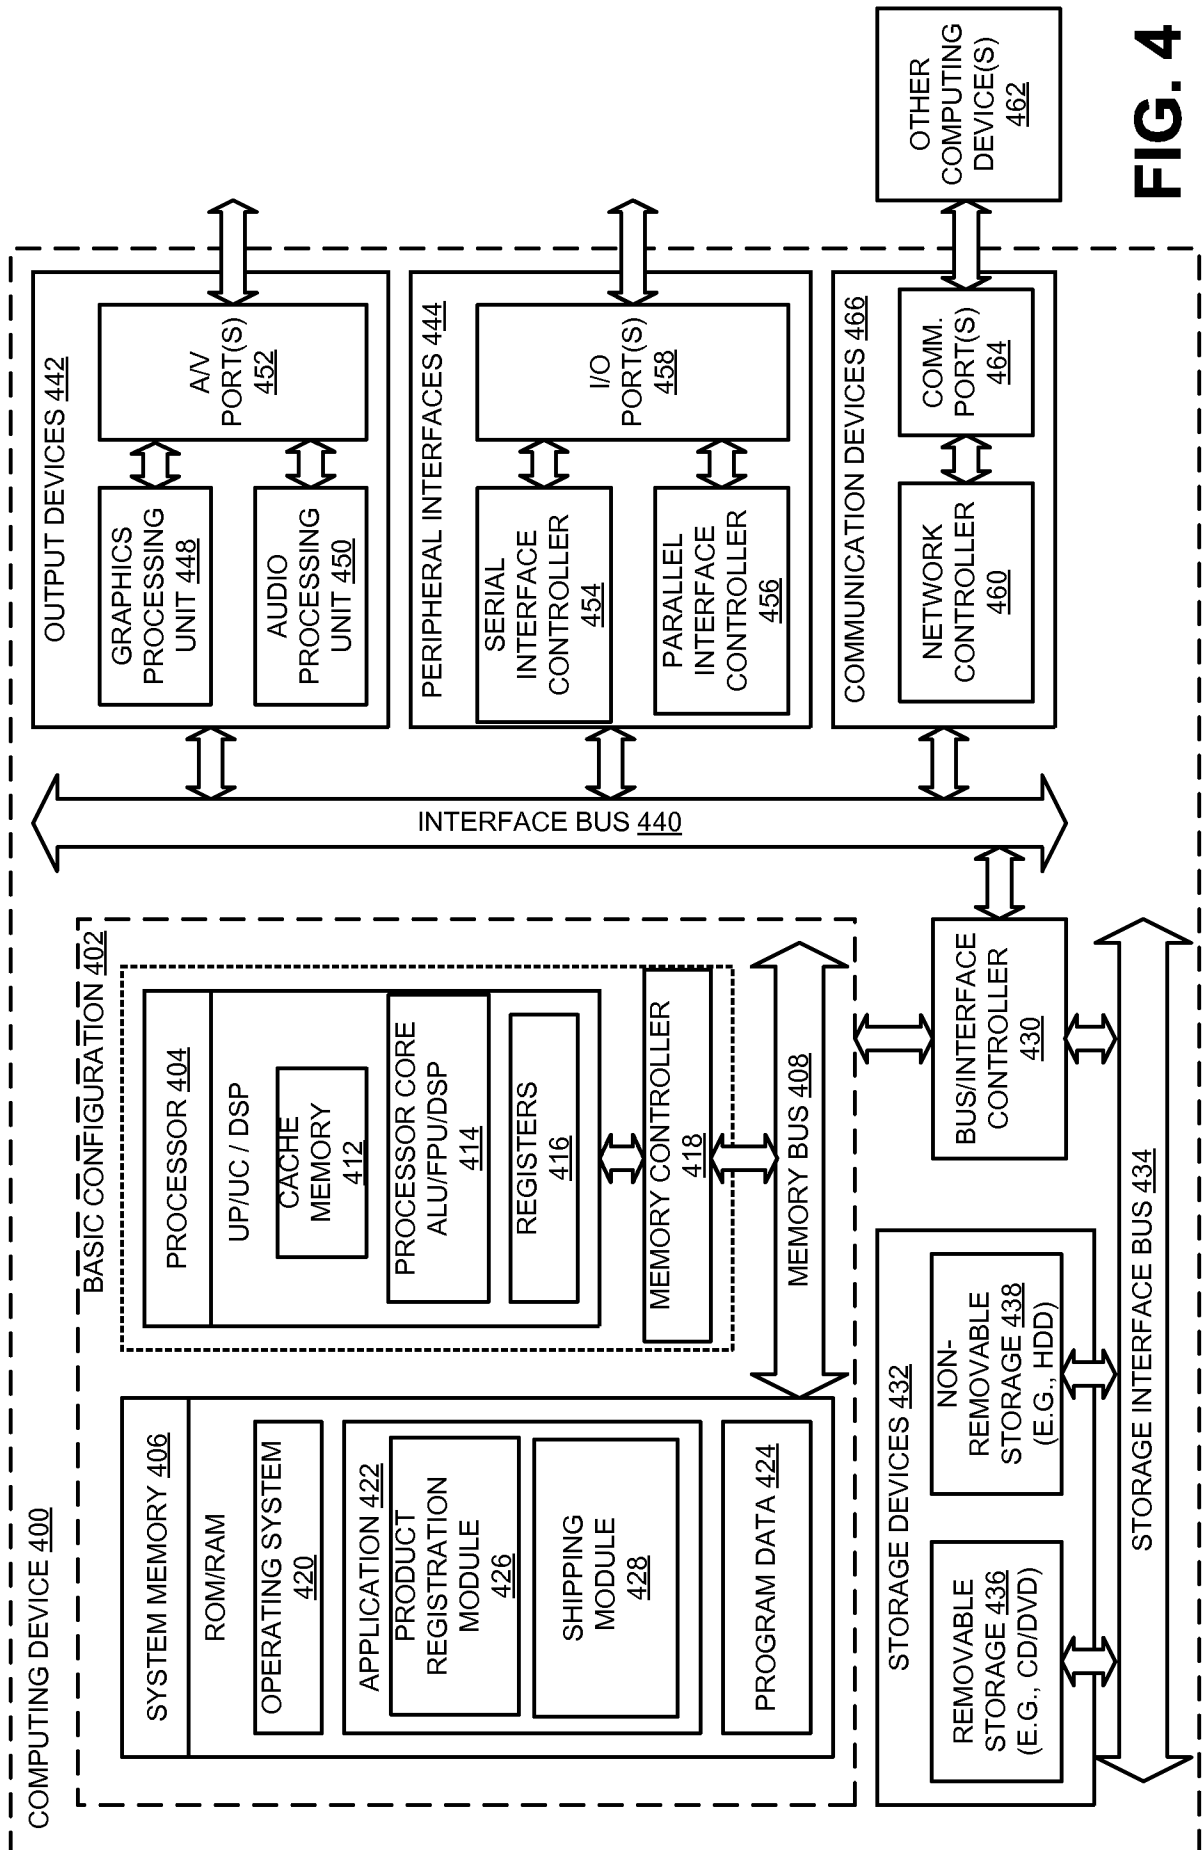 COMPUTING DEVICE 400
BASIC CONFIGURATION 402
SYSTEM MEMORY 406
ROM/RAM
OPERATING SYSTEM
420
APPLICATION 422
PRODUCT
REGISTRATION
MODULE
426
SHIPPING
MODULE
428
PROGRAM DATA 424
PROCESSOR 404
UP/UC / DSP
CACHE
MEMORY
412
PROCESSOR CORE
ALU/FPU/DSP
414
REGISTERS
416
MEMORY CONTROLLER
418
MEMORY BUS 408
STORAGE DEVICES 432
REMOVABLE
STORAGE 436
(E.G., CD/DVD)
NON-
REMOVABLE
STORAGE 438
(E.G., HDD)
BUS/INTERFACE
CONTROLLER
430
STORAGE INTERFACE BUS 434
INTERFACE BUS 440
OUTPUT DEVICES 442
GRAPHICS
PROCESSING
UNIT 448
AUDIO
PROCESSING
UNIT 450
A/V
PORT(S)
452
PERIPHERAL INTERFACES 444
SERIAL
INTERFACE
CONTROLLER
454
PARALLEL
INTERFACE
CONTROLLER
456
I/O
PORT(S)
458
COMMUNICATION DEVICES 466
NETWORK
CONTROLLER
460
COMM.
PORT(S)
464
OTHER
COMPUTING
DEVICE(S)
462
FIG. 4